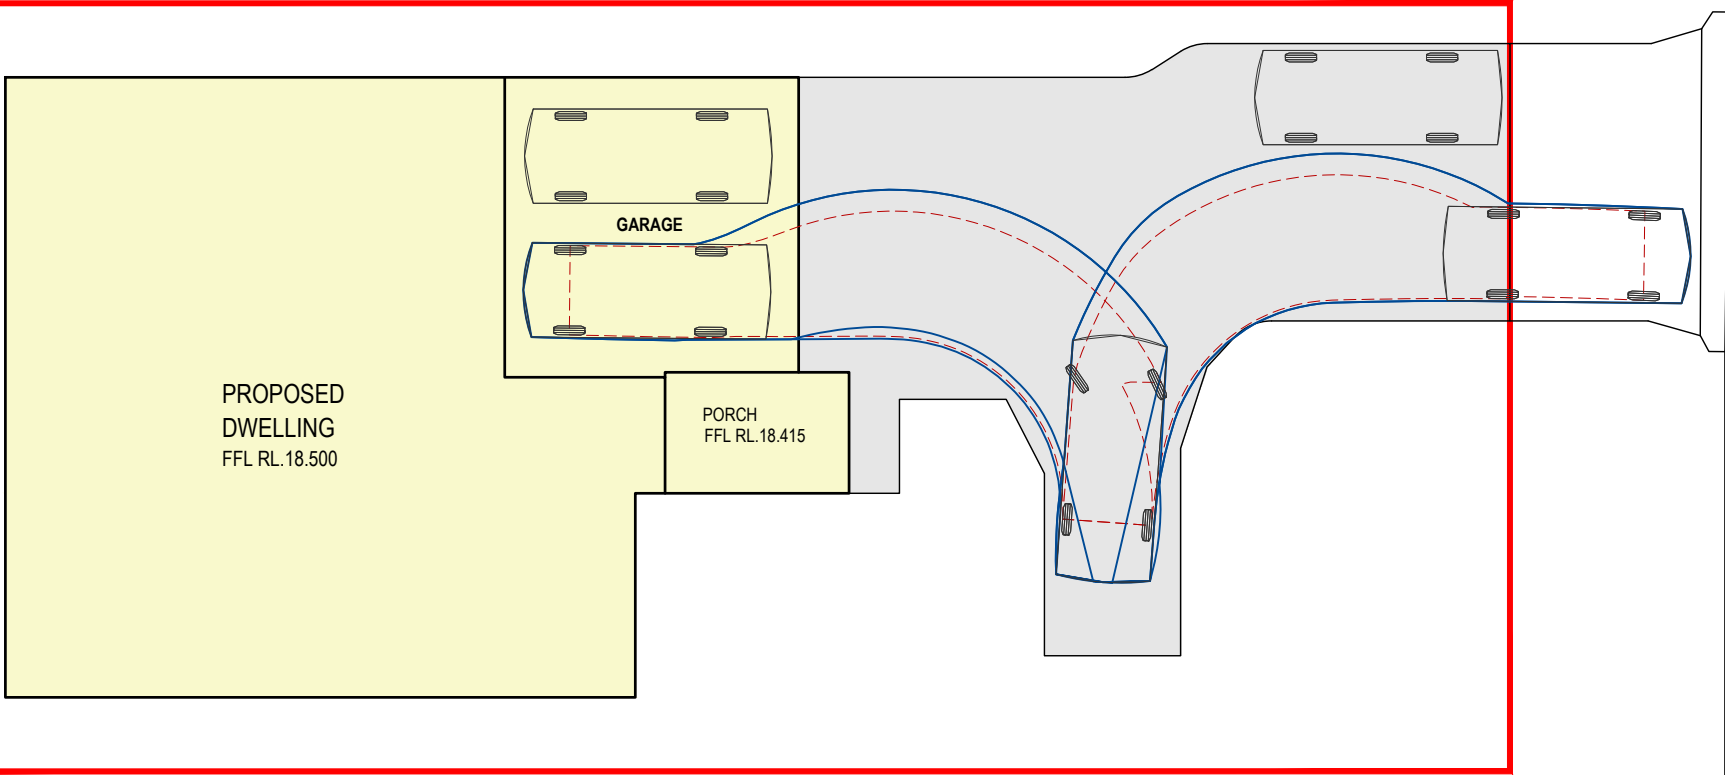 GARAGE
PROPOSED
DWELLING
FFL RL.18.500
PORCH
FFL RL.18.415